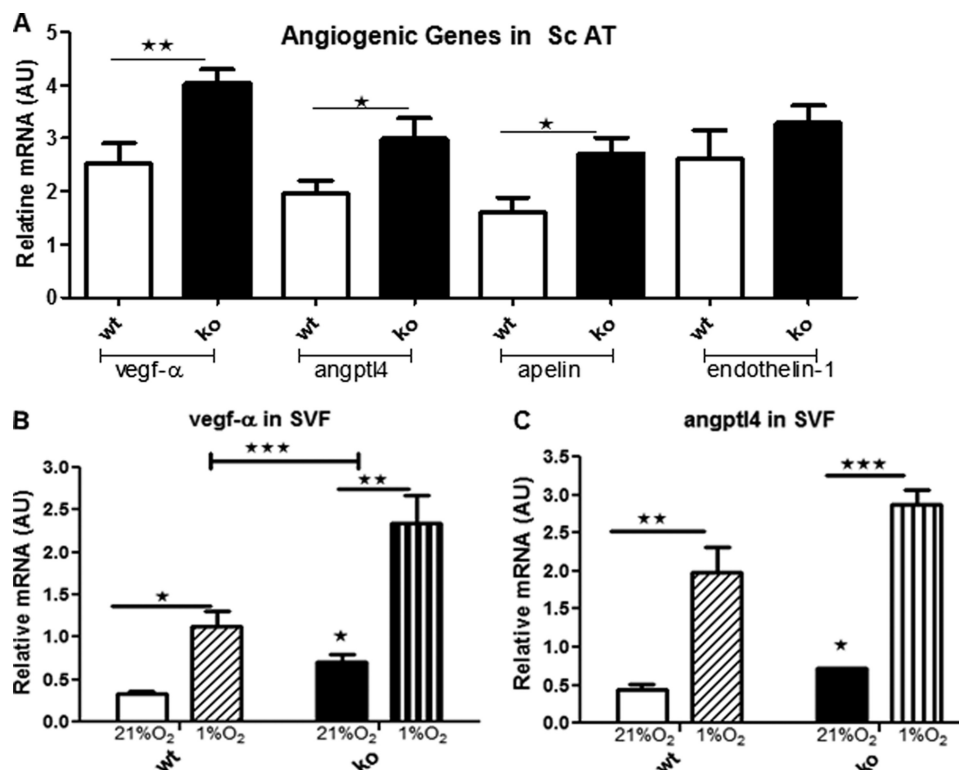 A
Angiogenic Genes in Sc AT
Relatine mRNA (AU)
5
4
3
2
1
0
★★
★
★
wt ko wt ko wt ko wt ko
vegf-α angptl4 apelin endothelin-1
B
vegf-α in SVF
Relative mRNA (AU)
3.0
2.5
2.0
1.5
1.0
0.5
0.0
★★★
★★
★
★
21%O₂ 1%O₂ 21%O₂ 1%O₂
wt ko
C
angptl4 in SVF
Relative mRNA (AU)
3.5
3.0
2.5
2.0
1.5
1.0
0.5
0.0
★★★
★★
★
21%O₂ 1%O₂ 21%O₂ 1%O₂
wt ko